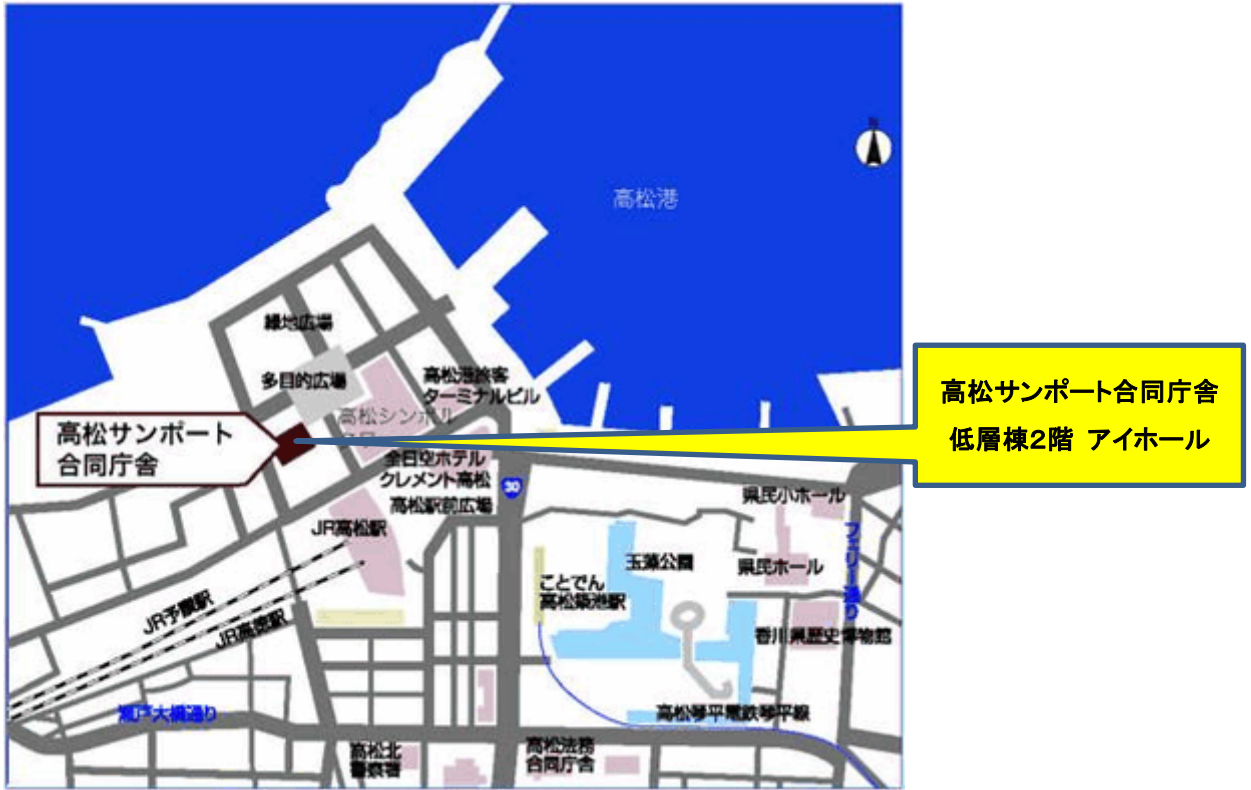 N
高松港
緑地広場
多目的広場
高松港旅客
ターミナルビル
高松シンボル
タワー
高松サンポート
合同庁舎
高松サンポート合同庁舎
低層棟2階 アイホール
全日空ホテル
クレメント高松
30
高松駅前広場
県民小ホール
JR高松駅
フェリー通り
玉藻公園
県民ホール
ことでん
高松築港駅
JR予讃駅
JR高徳駅
香川県歴史博物館
瀬戸大橋通り
高松琴平電鉄琴平線
高松北
警察署
高松法務
合同庁舎